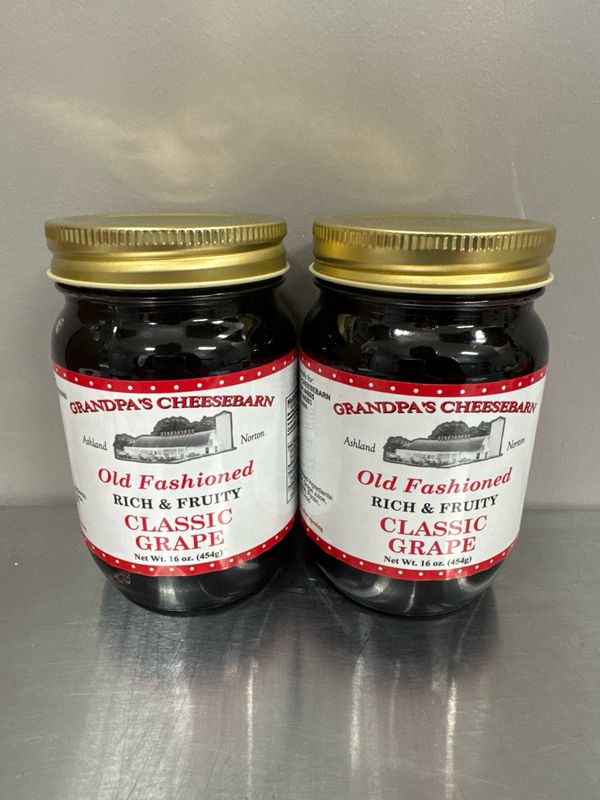 GRANDPA'S CHEESEBARN
Ashland Norton
Old Fashioned
RICH & FRUITY
CLASSIC
GRAPE
Net Wt. 16 oz. (454g)
GRANDPA'S CHEESEBARN
Ashland Norton
Old Fashioned
RICH & FRUITY
CLASSIC
GRAPE
Net Wt. 16 oz. (454g)